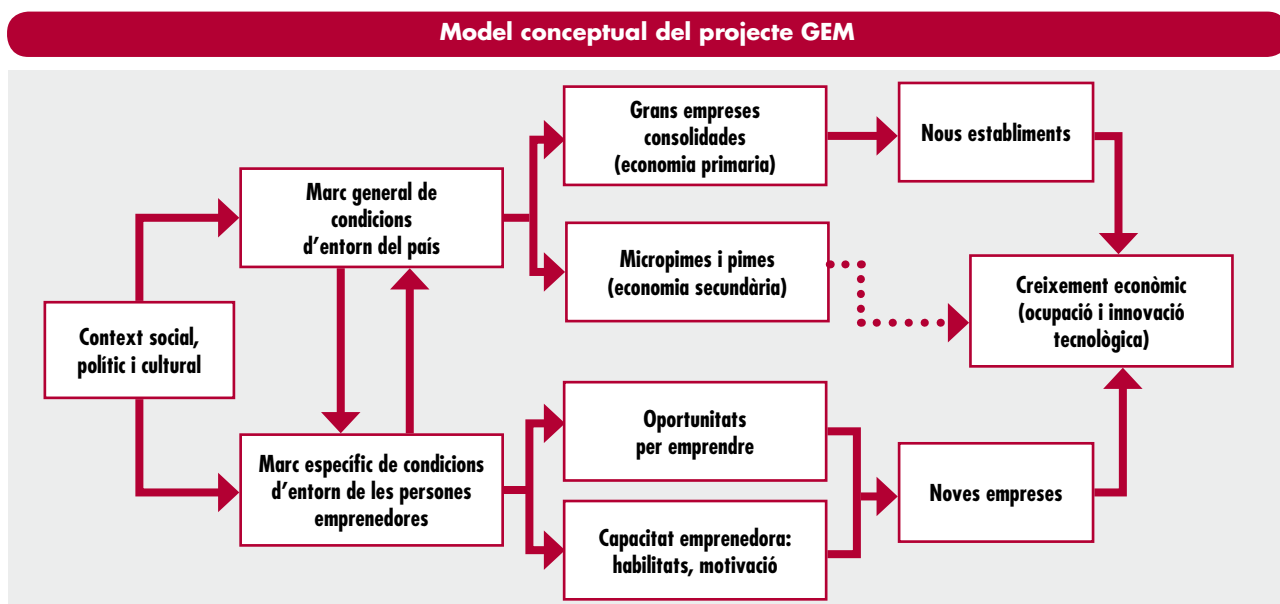 Model conceptual del projecte GEM
Grans empreses
consolidades
(economia primaria)
Nous establiments
Marc general de
condicions
d'entorn del país
Micropimes i pimes
(economia secundària)
Creixement econòmic
(ocupació i innovació
tecnològica)
Context social,
polític i cultural
Oportunitats
per emprendre
Marc específic de condicions
d'entorn de les persones
emprenedores
Noves empreses
Capacitat emprenedora:
habilitats, motivació